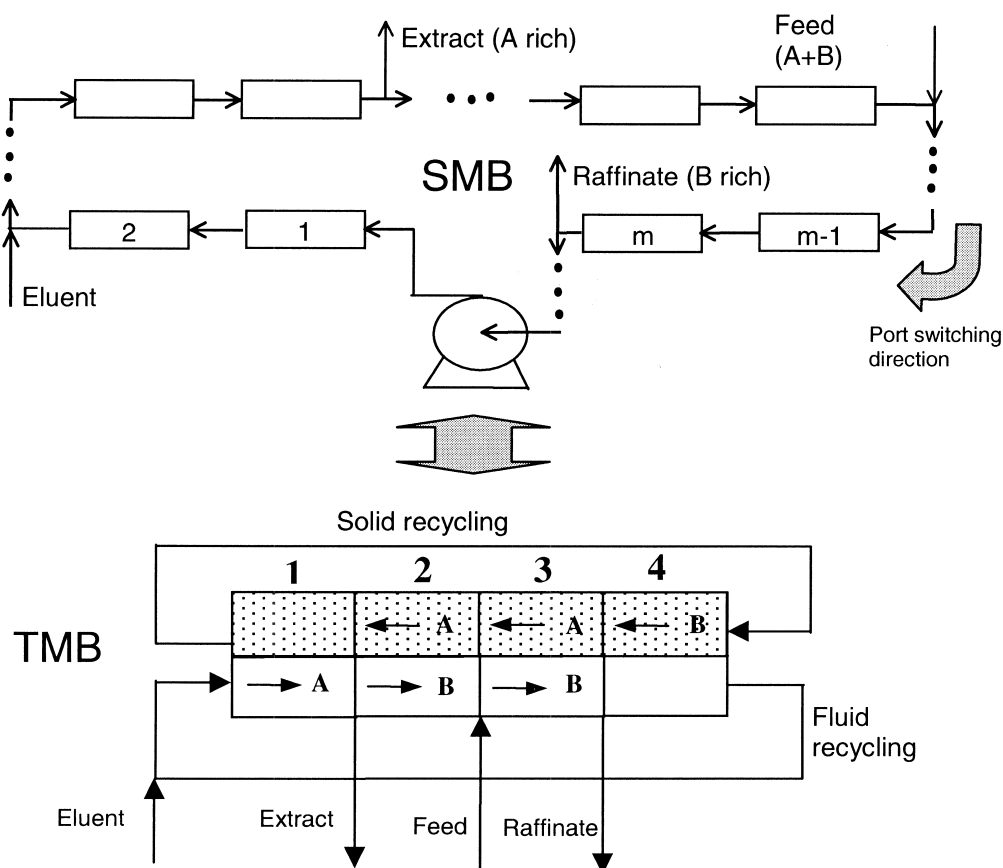 Extract (A rich)
Feed
(A+B)
SMB
Raffinate (B rich)
2
1
m
m-1
Eluent
Port switching
direction
Solid recycling
1 2 3 4
TMB
A A B
A B B
Fluid
recycling
Eluent
Extract
Feed
Raffinate